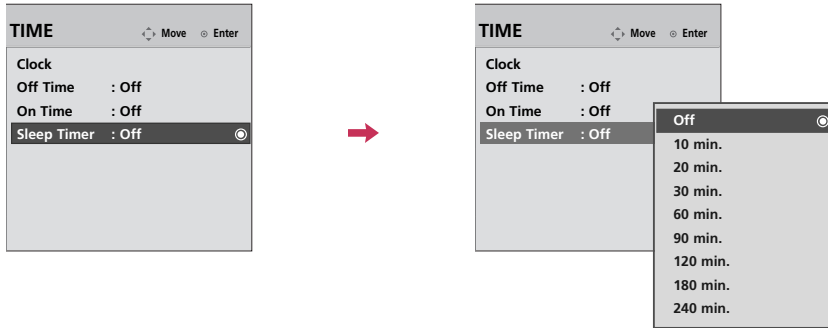 TIME Move Enter
Clock
Off Time : Off
On Time : Off
Sleep Timer : Off
TIME Move Enter
Clock
Off Time : Off
On Time : Off
Sleep Timer : Off
Off
10 min.
20 min.
30 min.
60 min.
90 min.
120 min.
180 min.
240 min.